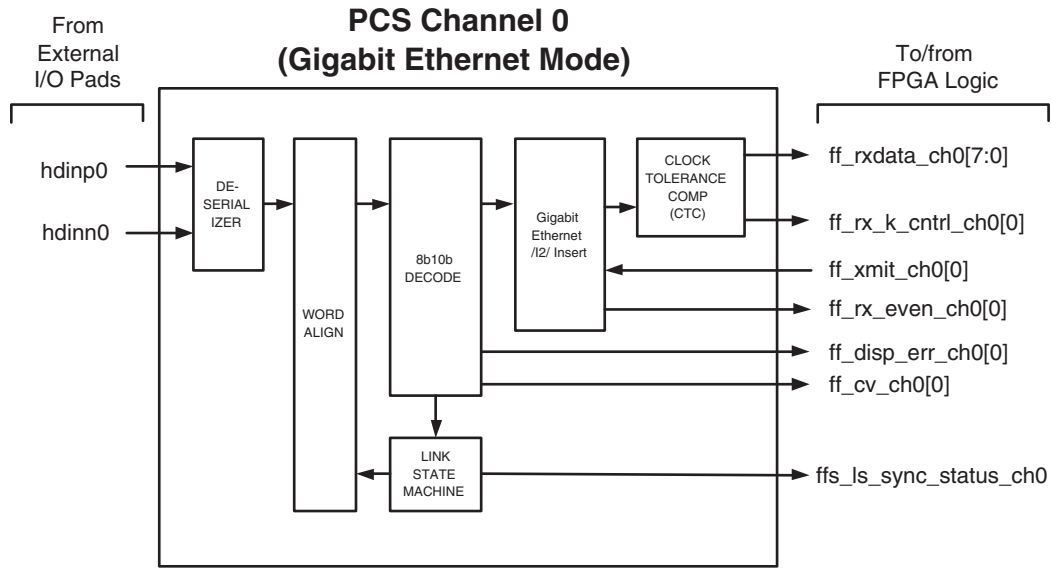 PCS Channel 0
(Gigabit Ethernet Mode)
From
External
I/O Pads
To/from
FPGA Logic
hdinp0
hdinn0
DE-
SERIAL
IZER
WORD
ALIGN
8b10b
DECODE
Gigabit
Ethernet
/I2/ Insert
CLOCK
TOLERANCE
COMP
(CTC)
LINK
STATE
MACHINE
ff_rxdata_ch0[7:0]
ff_rx_k_cntrl_ch0[0]
ff_xmit_ch0[0]
ff_rx_even_ch0[0]
ff_disp_err_ch0[0]
ff_cv_ch0[0]
ffs_ls_sync_status_ch0